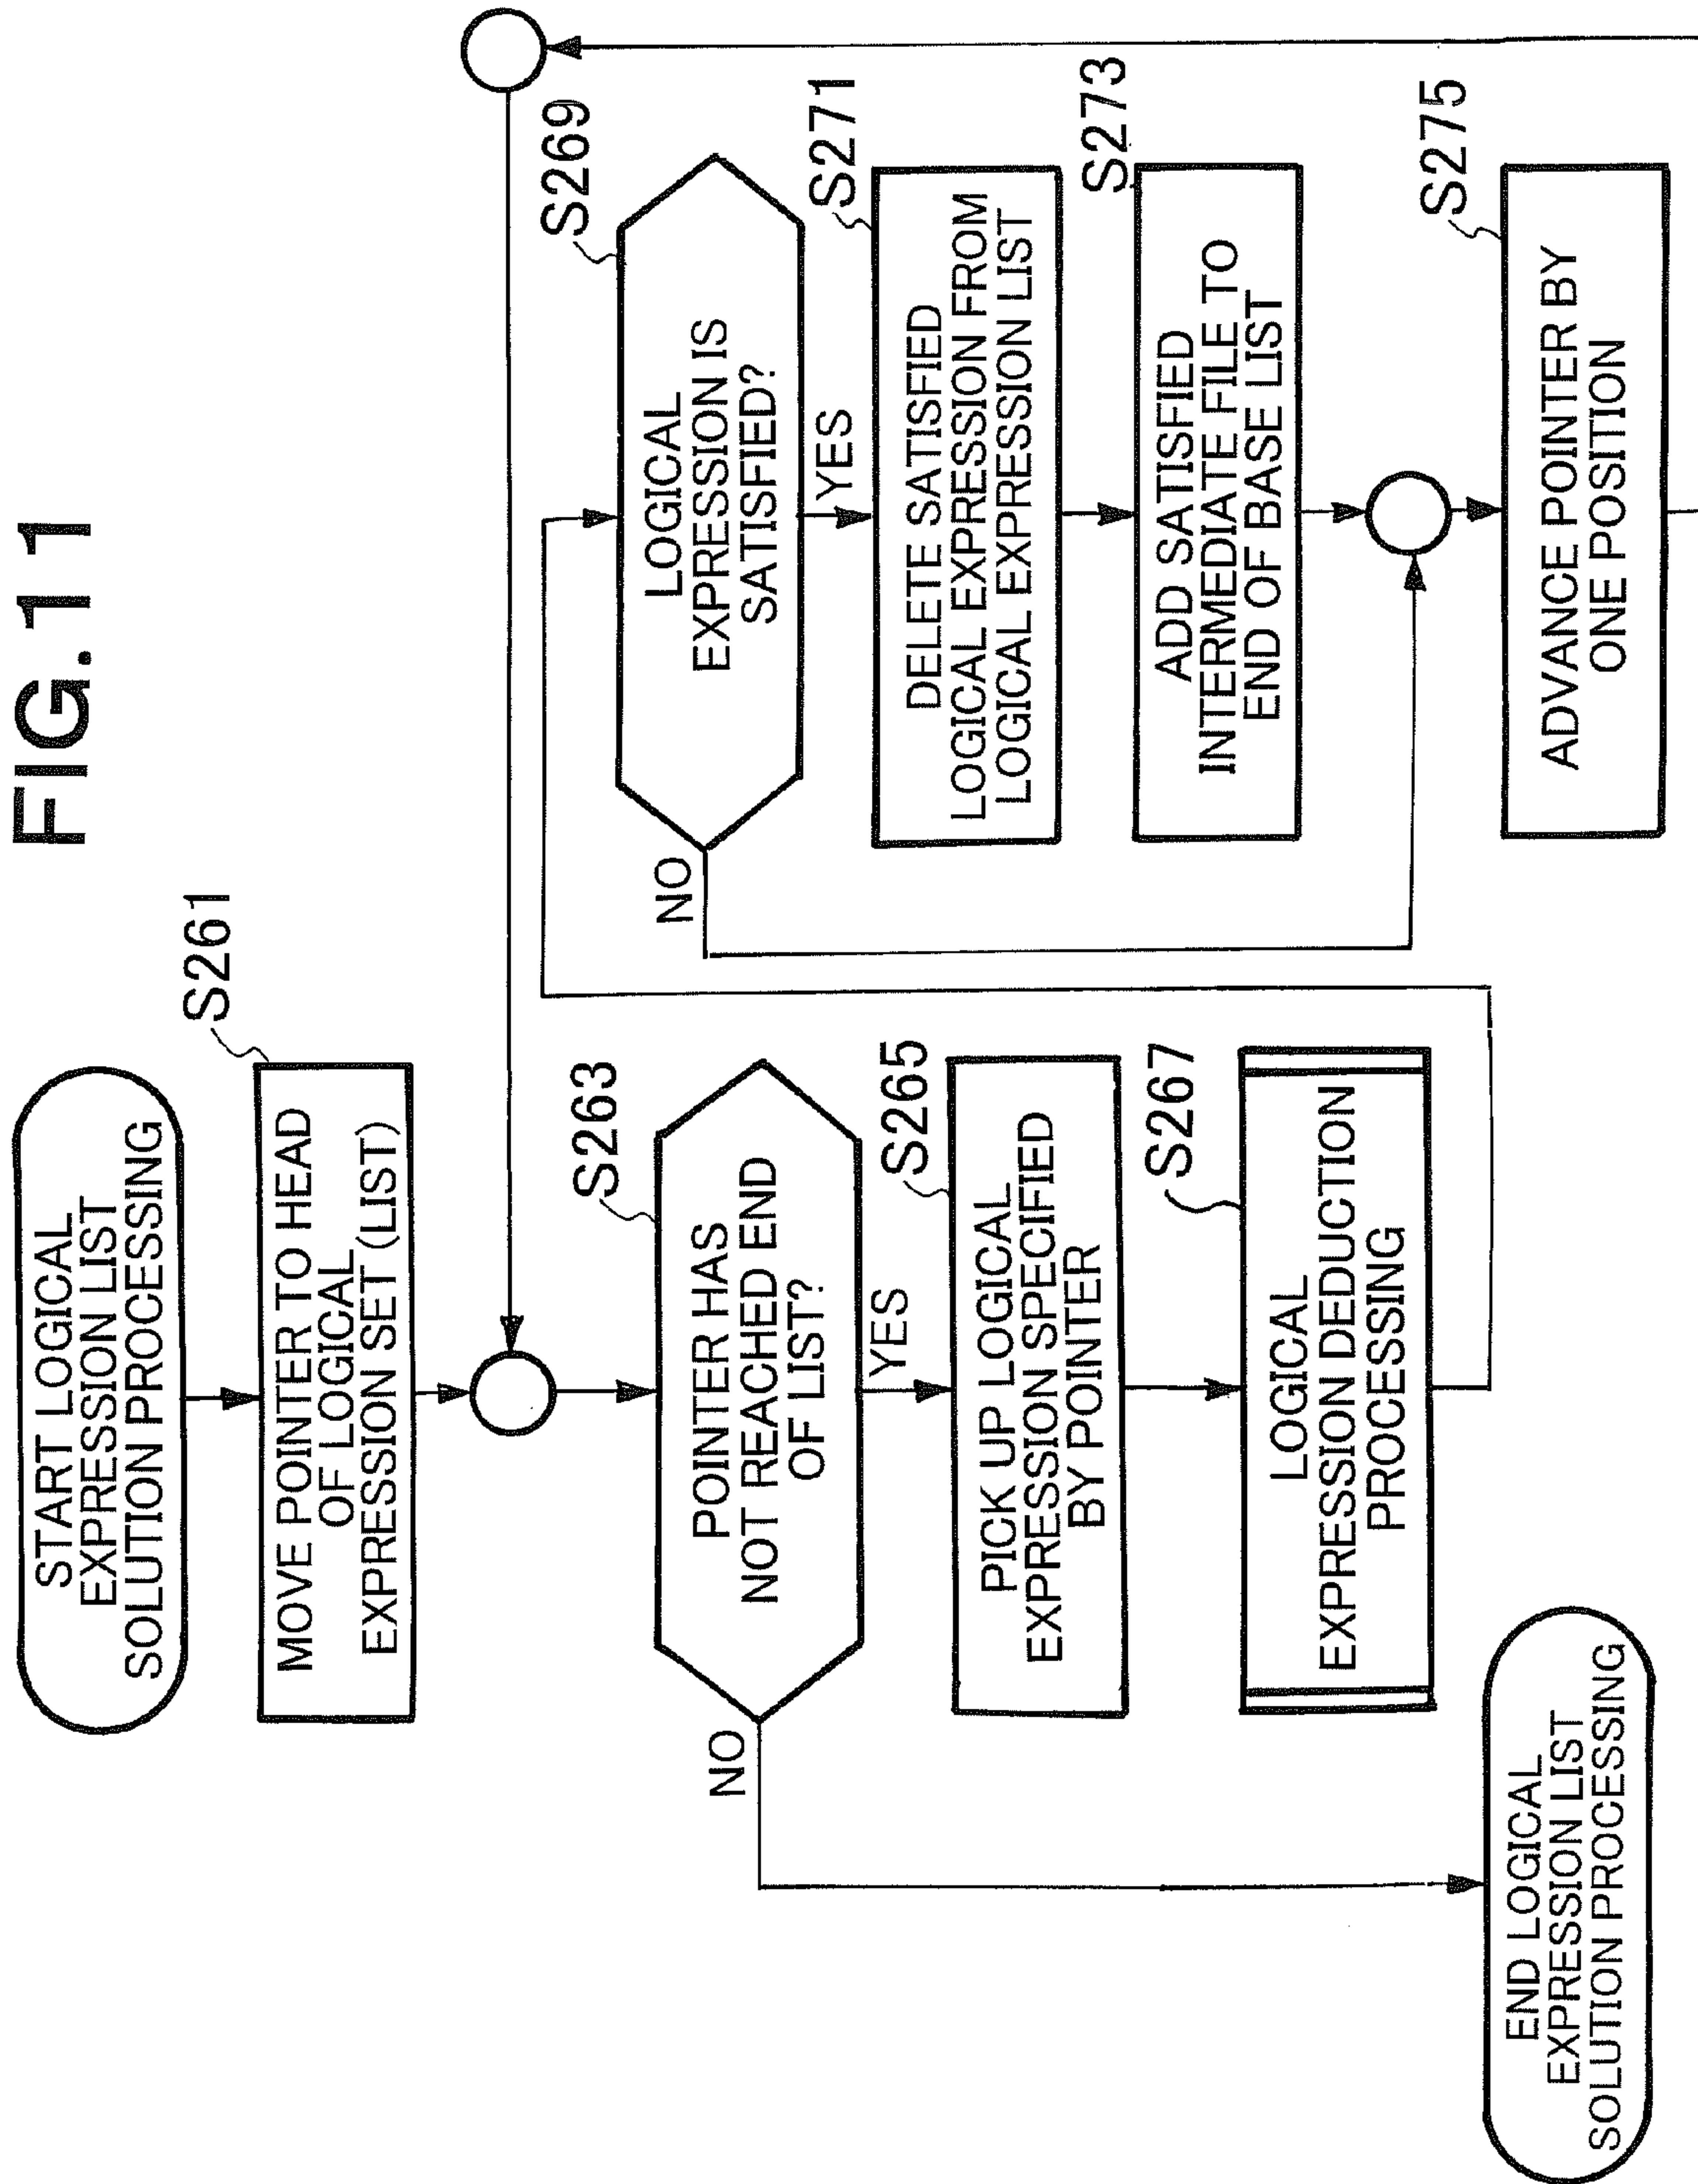 FIG.11
START LOGICAL
EXPRESSION LIST
SOLUTION PROCESSING
S261
MOVE POINTER TO HEAD
OF LOGICAL
EXPRESSION SET (LIST)
S263
POINTER HAS
NOT REACHED END
OF LIST?
NO
YES
S265
PICK UP LOGICAL
EXPRESSION SPECIFIED
BY POINTER
S267
LOGICAL
EXPRESSION DEDUCTION
PROCESSING
END LOGICAL
EXPRESSION LIST
SOLUTION PROCESSING
S269
LOGICAL
EXPRESSION IS
SATISFIED?
NO
YES
S271
DELETE SATISFIED
LOGICAL EXPRESSION FROM
LOGICAL EXPRESSION LIST
S273
ADD SATISFIED
INTERMEDIATE FILE TO
END OF BASE LIST
S275
ADVANCE POINTER BY
ONE POSITION